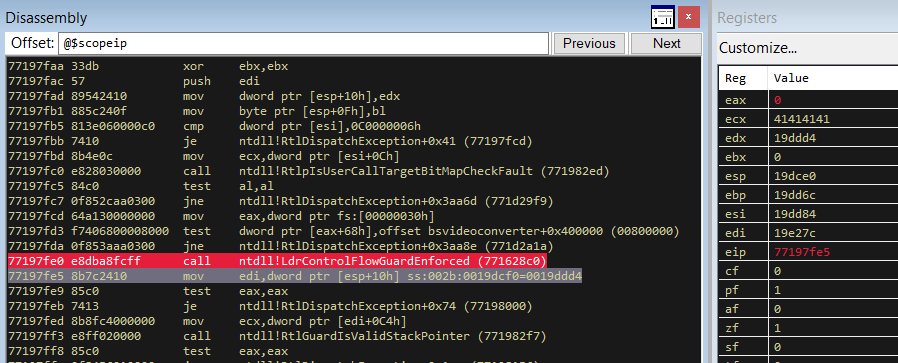 Disassembly
Offset: @$scopeip Previous Next
77197faa 33db xor ebx,ebx
77197fac 57 push edi
77197fad 89542410 mov dword ptr [esp+10h],edx
77197fb1 885c240f mov byte ptr [esp+0Fh],bl
77197fb5 813e060000c0 cmp dword ptr [esi],0C0000006h
77197fbb 7410 je ntdll!RtlDispatchException+0x41 (77197fcd)
77197fbd 8b4e0c mov ecx,dword ptr [esi+0Ch]
77197fc0 e828030000 call ntdll!RtlpIsUserCallTargetBitMapCheckFault (771982ed)
77197fc5 84c0 test al,al
77197fc7 0f852caa0300 jne ntdll!RtlDispatchException+0x3aa6d (771d29f9)
77197fcd 64a130000000 mov eax,dword ptr fs:[00000030h]
77197fd3 f7406800008000 test dword ptr [eax+68h],offset bsvideoconverter+0x400000 (00800000)
77197fda 0f853aaa0300 jne ntdll!RtlDispatchException+0x3aa8e (771d2a1a)
77197fe0 e8dba8fcff call ntdll!LdrControlFlowGuardEnforced (771628c0)
77197fe5 8b7c2410 mov edi,dword ptr [esp+10h] ss:002b:0019dcf0=0019ddd4
77197fe9 85c0 test eax,eax
77197feb 7413 je ntdll!RtlDispatchException+0x74 (77198000)
77197fed 8b8fc4000000 mov ecx,dword ptr [edi+0C4h]
77197ff3 e8ff020000 call ntdll!RtlGuardIsValidStackPointer (771982f7)
77197ff8 85c0 test eax,eax
Registers
Customize...
Reg Value
eax 0
ecx 41414141
edx 19ddd4
ebx 0
esp 19dce0
ebp 19dd6c
esi 19dd84
edi 19e27c
eip 77197fe5
cf 0
pf 1
af 0
zf 1
sf 0